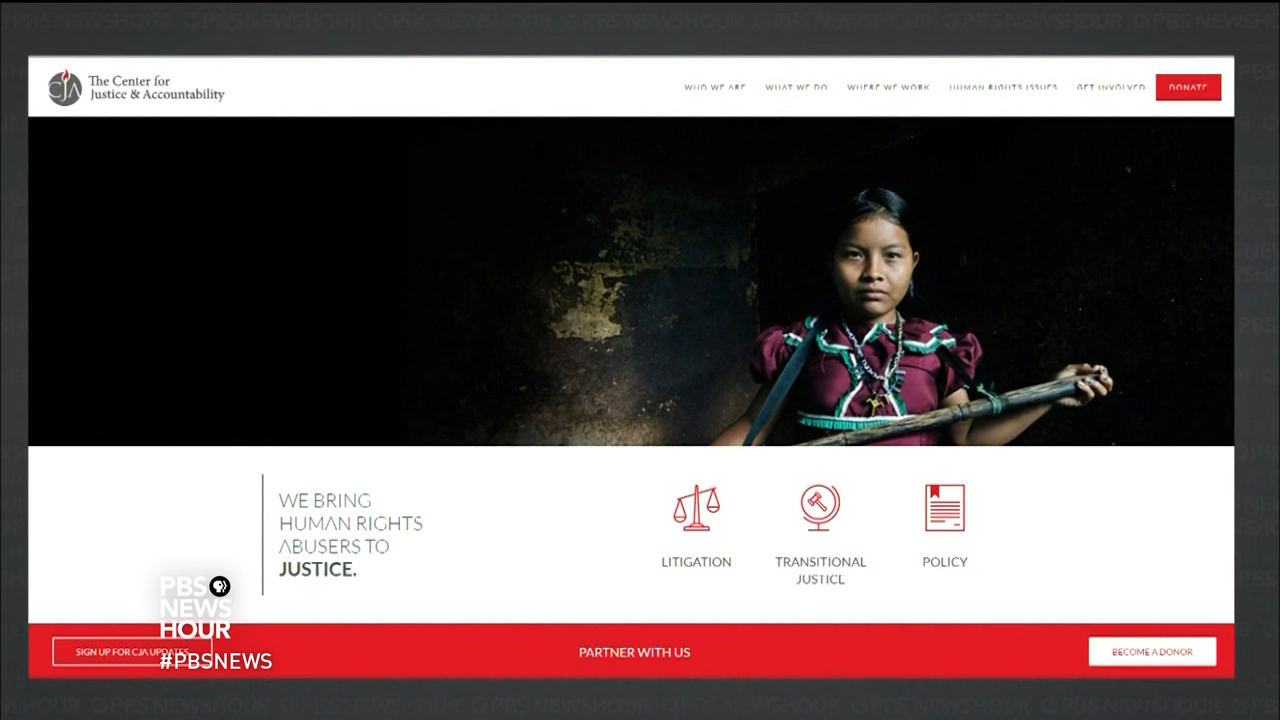 CJA
The Center for
Justice & Accountability
WHO WE ARE
WHAT WE DO
WHERE WE WORK
HUMAN RIGHTS ISSUES
GET INVOLVED
DONATE
WE BRING
HUMAN RIGHTS
ABUSERS TO
JUSTICE.
LITIGATION
TRANSITIONAL
JUSTICE
POLICY
SIGN UP FOR CJA UPDATES
PARTNER WITH US
BECOME A DONOR
PBS
NEWS
HOUR
#PBSNEWS